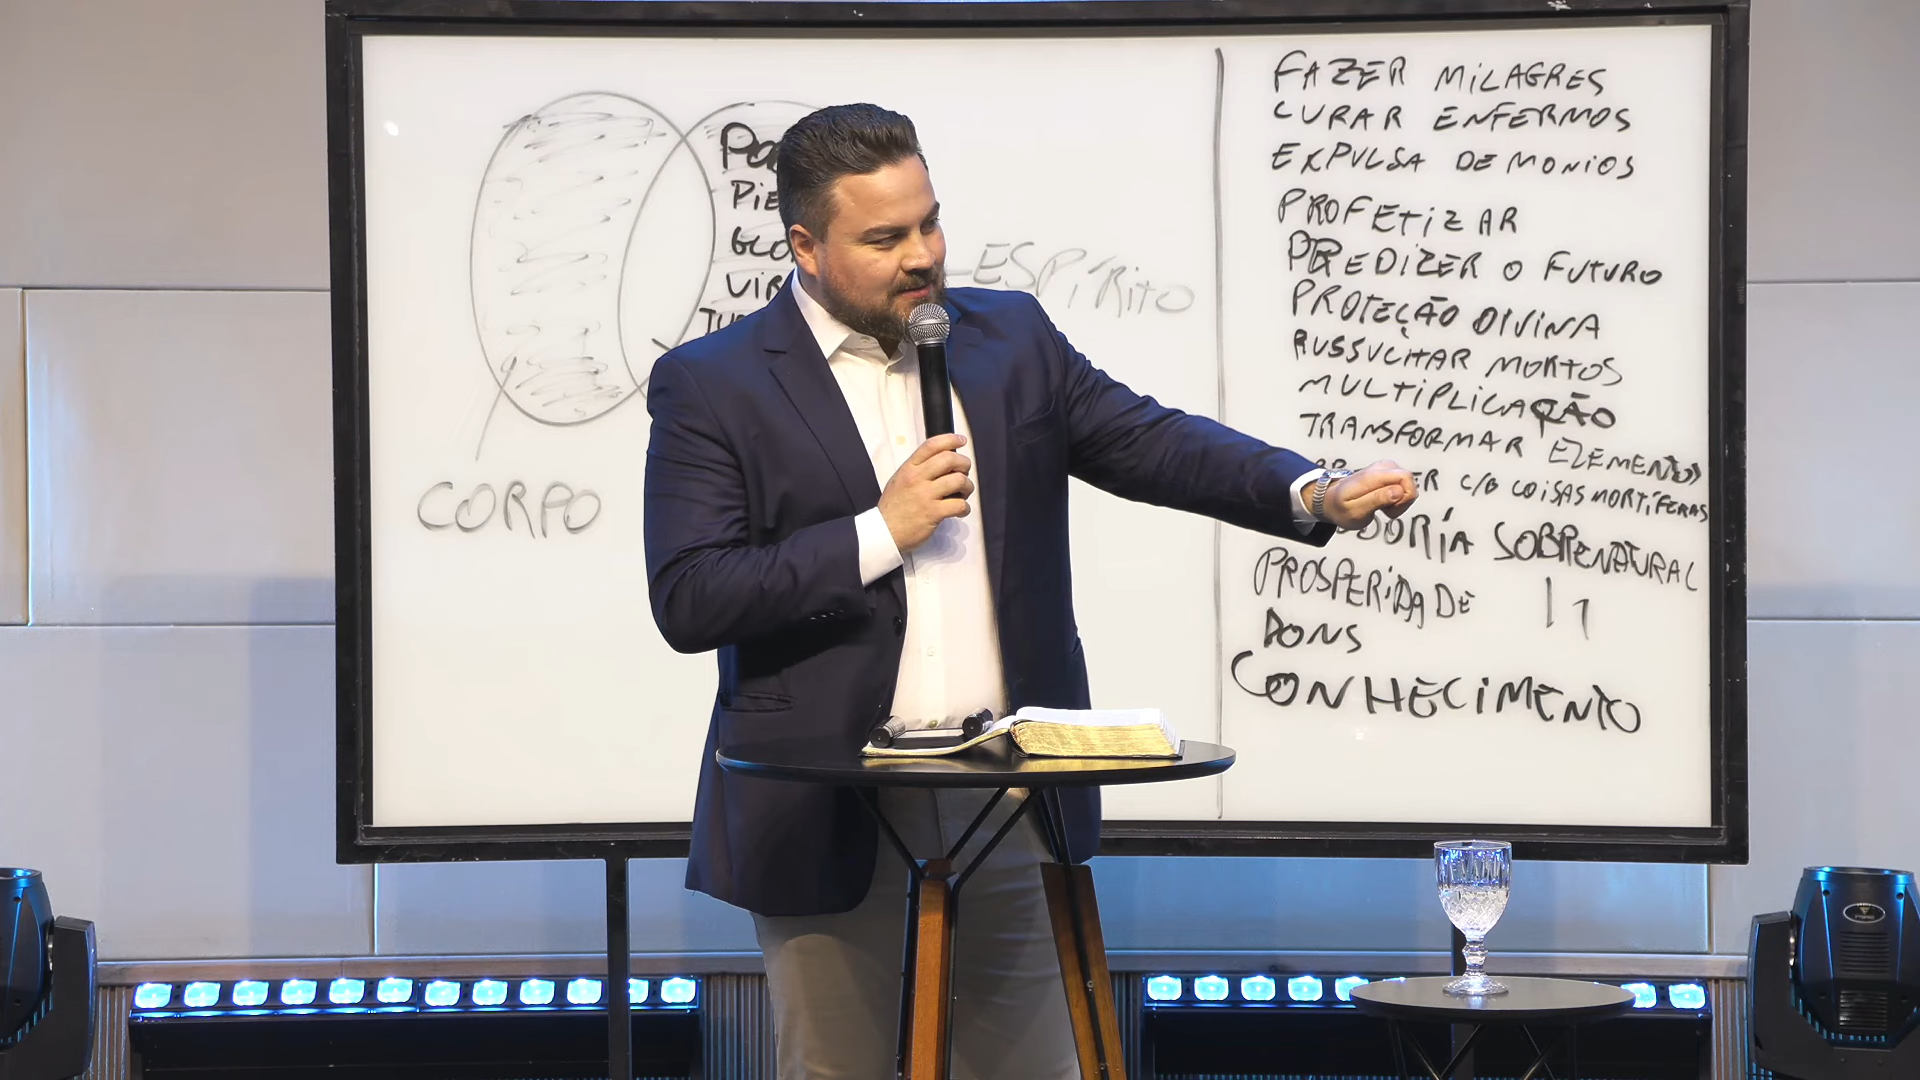 ESPÍRITO
CORPO
FAZER MILAGRES
CURAR ENFERMOS
EXPULSA DEMONIOS
PROFETIZAR
PREDIZER O FUTURO
PROTEÇÃO DIVINA
RUSSUCITAR MORTOS
MULTIPLICAÇÃO
TRANSFORMAR ELEMENTOS
C/O COISAS MORTÍFERAS
SOBRENATURAL
PROSPERIDADE
DONS
CONHECIMENTO